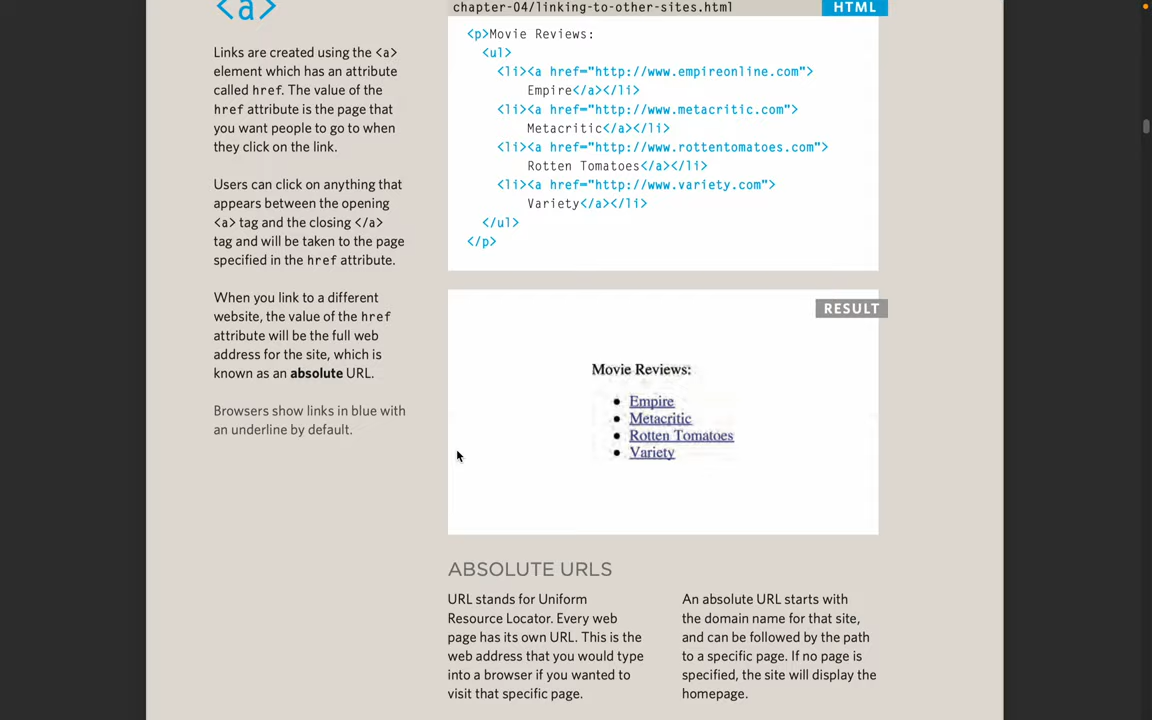 <a>
Links are created using the <a>
element which has an attribute
called href. The value of the
href attribute is the page that
you want people to go to when
they click on the link.
Users can click on anything that
appears between the opening
<a> tag and the closing </a>
tag and will be taken to the page
specified in the href attribute.
When you link to a different
website, the value of the href
attribute will be the full web
address for the site, which is
known as an absolute URL.
Browsers show links in blue with
an underline by default.
chapter-04/linking-to-other-sites.html
HTML
<p>Movie Reviews:
<ul>
<li><a href="http://www.empireonline.com">
Empire</a></li>
<li><a href="http://www.metacritic.com">
Metacritic</a></li>
<li><a href="http://www.rottentomatoes.com">
Rotten Tomatoes</a></li>
<li><a href="http://www.variety.com">
Variety</a></li>
</ul>
</p>
RESULT
Movie Reviews:
• Empire
• Metacritic
• Rotten Tomatoes
• Variety
ABSOLUTE URLS
URL stands for Uniform
Resource Locator. Every web
page has its own URL. This is the
web address that you would type
into a browser if you wanted to
visit that specific page.
An absolute URL starts with
the domain name for that site,
and can be followed by the path
to a specific page. If no page is
specified, the site will display the
homepage.